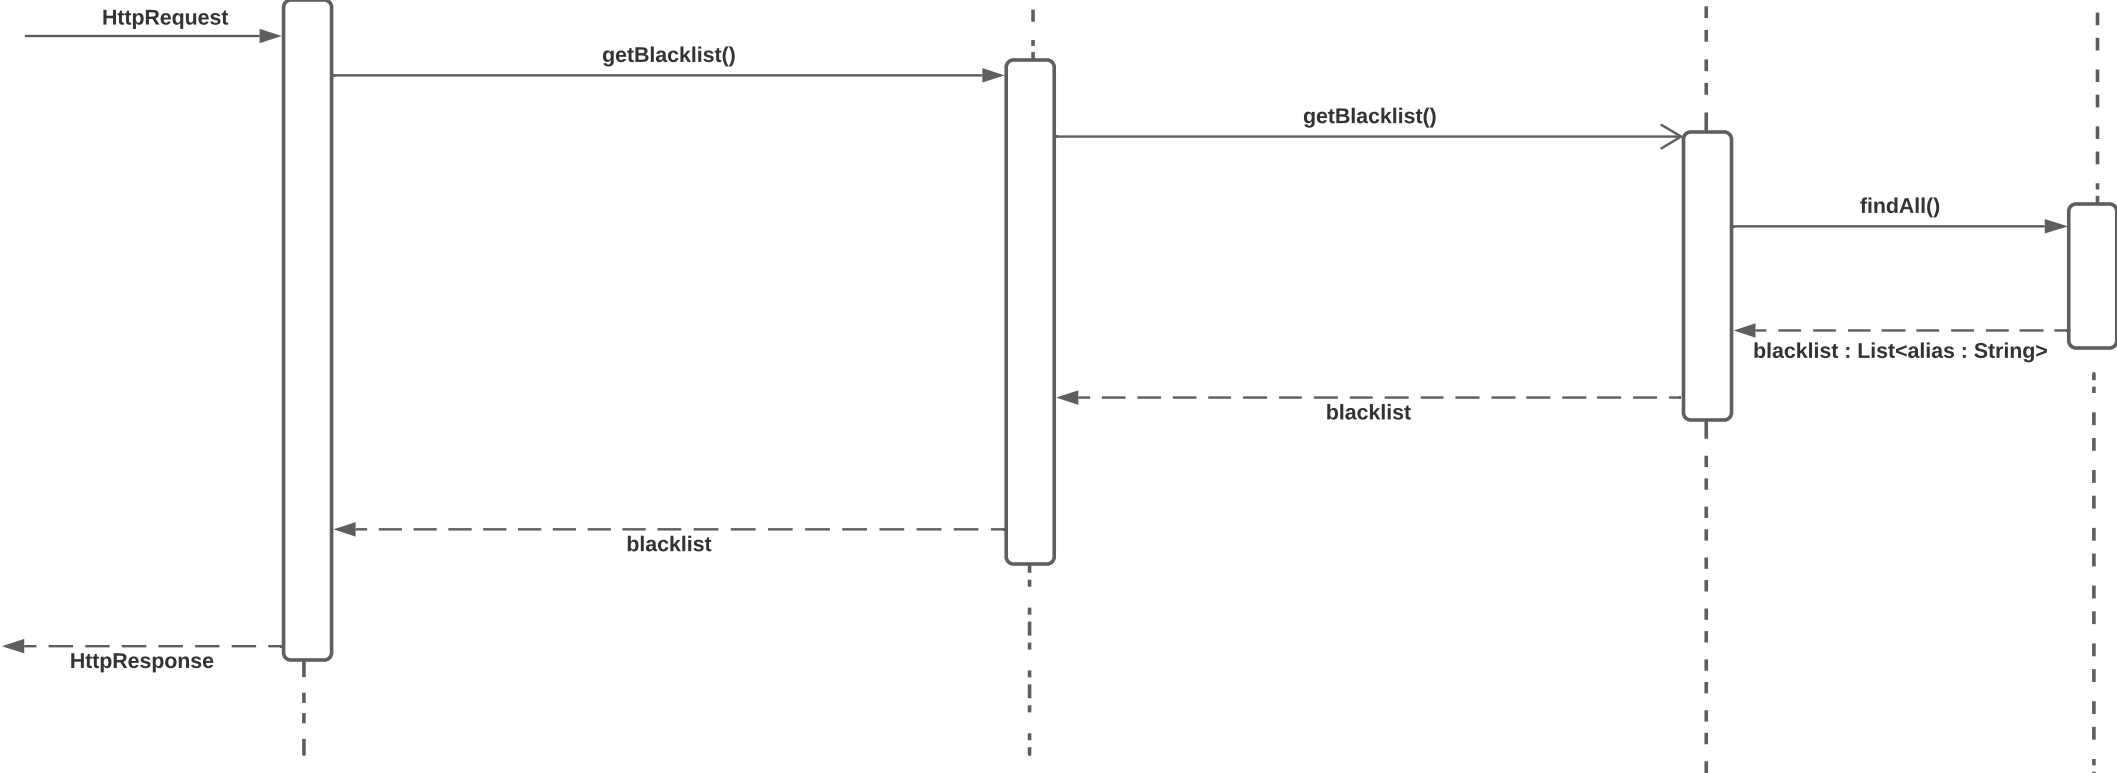 HttpRequest
getBlacklist()
getBlacklist()
findAll()
blacklist : List<alias : String>
blacklist
blacklist
HttpResponse